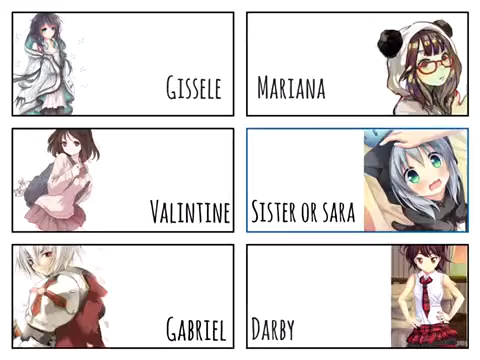 Gissele
Mariana
Valintine
Sister or sara
Gabriel
Darby